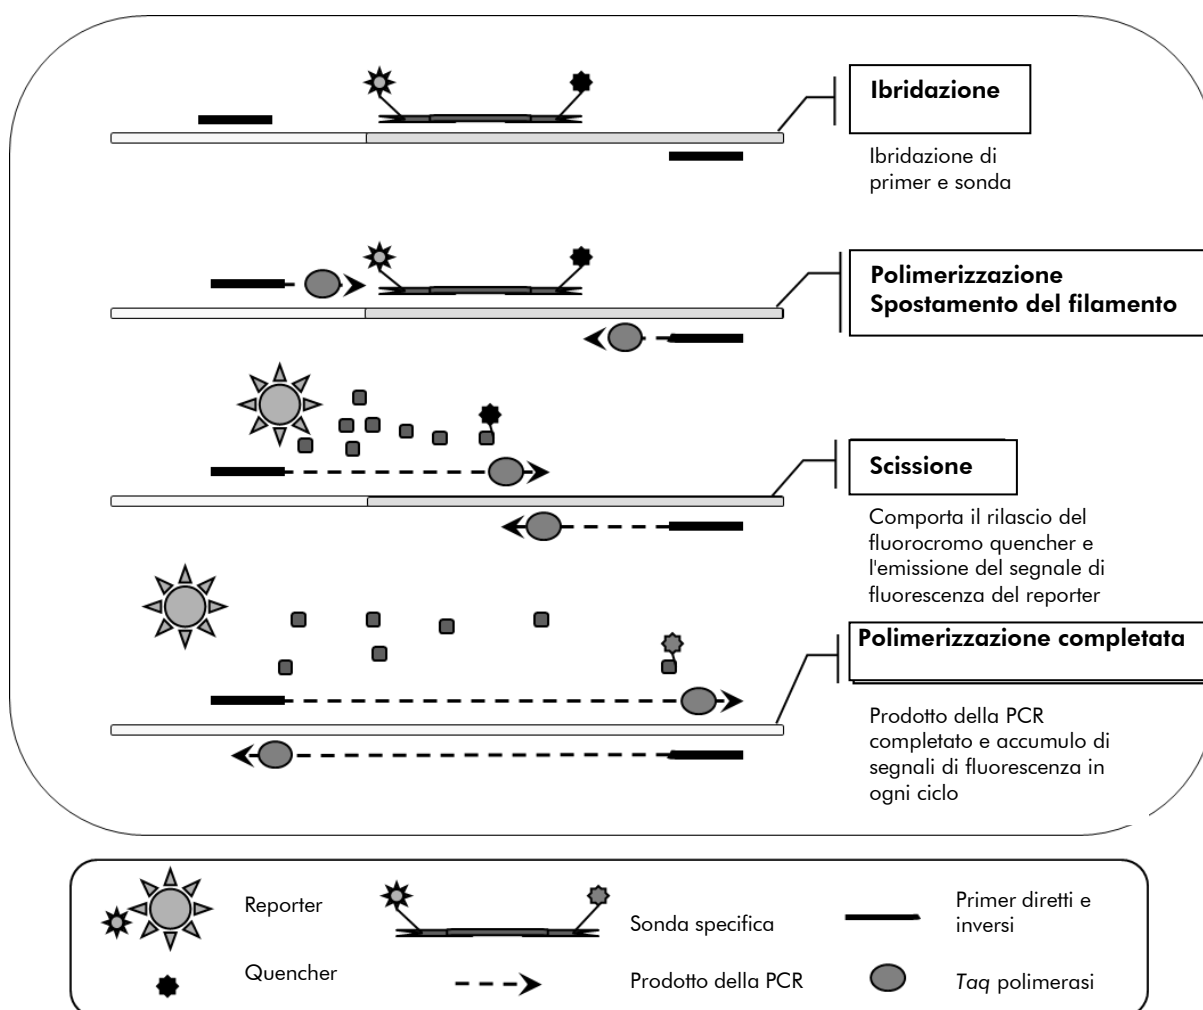 Ibridazione
Ibridazione di
primer e sonda
Polimerizzazione
Spostamento del filamento
Scissione
Comporta il rilascio del
fluorocromo quencher e
l'emissione del segnale di
fluorescenza del reporter
Polimerizzazione completata
Prodotto della PCR
completato e accumulo di
segnali di fluorescenza in
ogni ciclo
Reporter
Quencher
Sonda specifica
Prodotto della PCR
Primer diretti e
inversi
Taq polimerasi